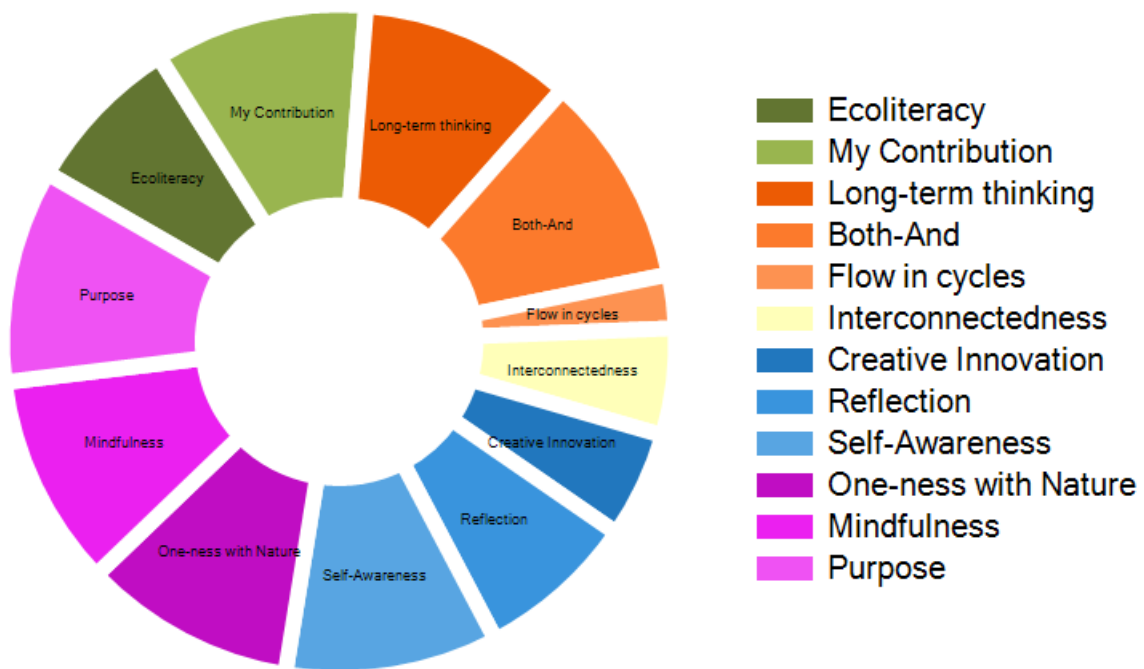 My Contribution
Long-term thinking
Ecoliteracy
Both-And
Purpose
Flow in cycles
Interconnectedness
Mindfulness
Creative Innovation
Reflection
One-ness with Nature
Self-Awareness
Ecoliteracy
My Contribution
Long-term thinking
Both-And
Flow in cycles
Interconnectedness
Creative Innovation
Reflection
Self-Awareness
One-ness with Nature
Mindfulness
Purpose